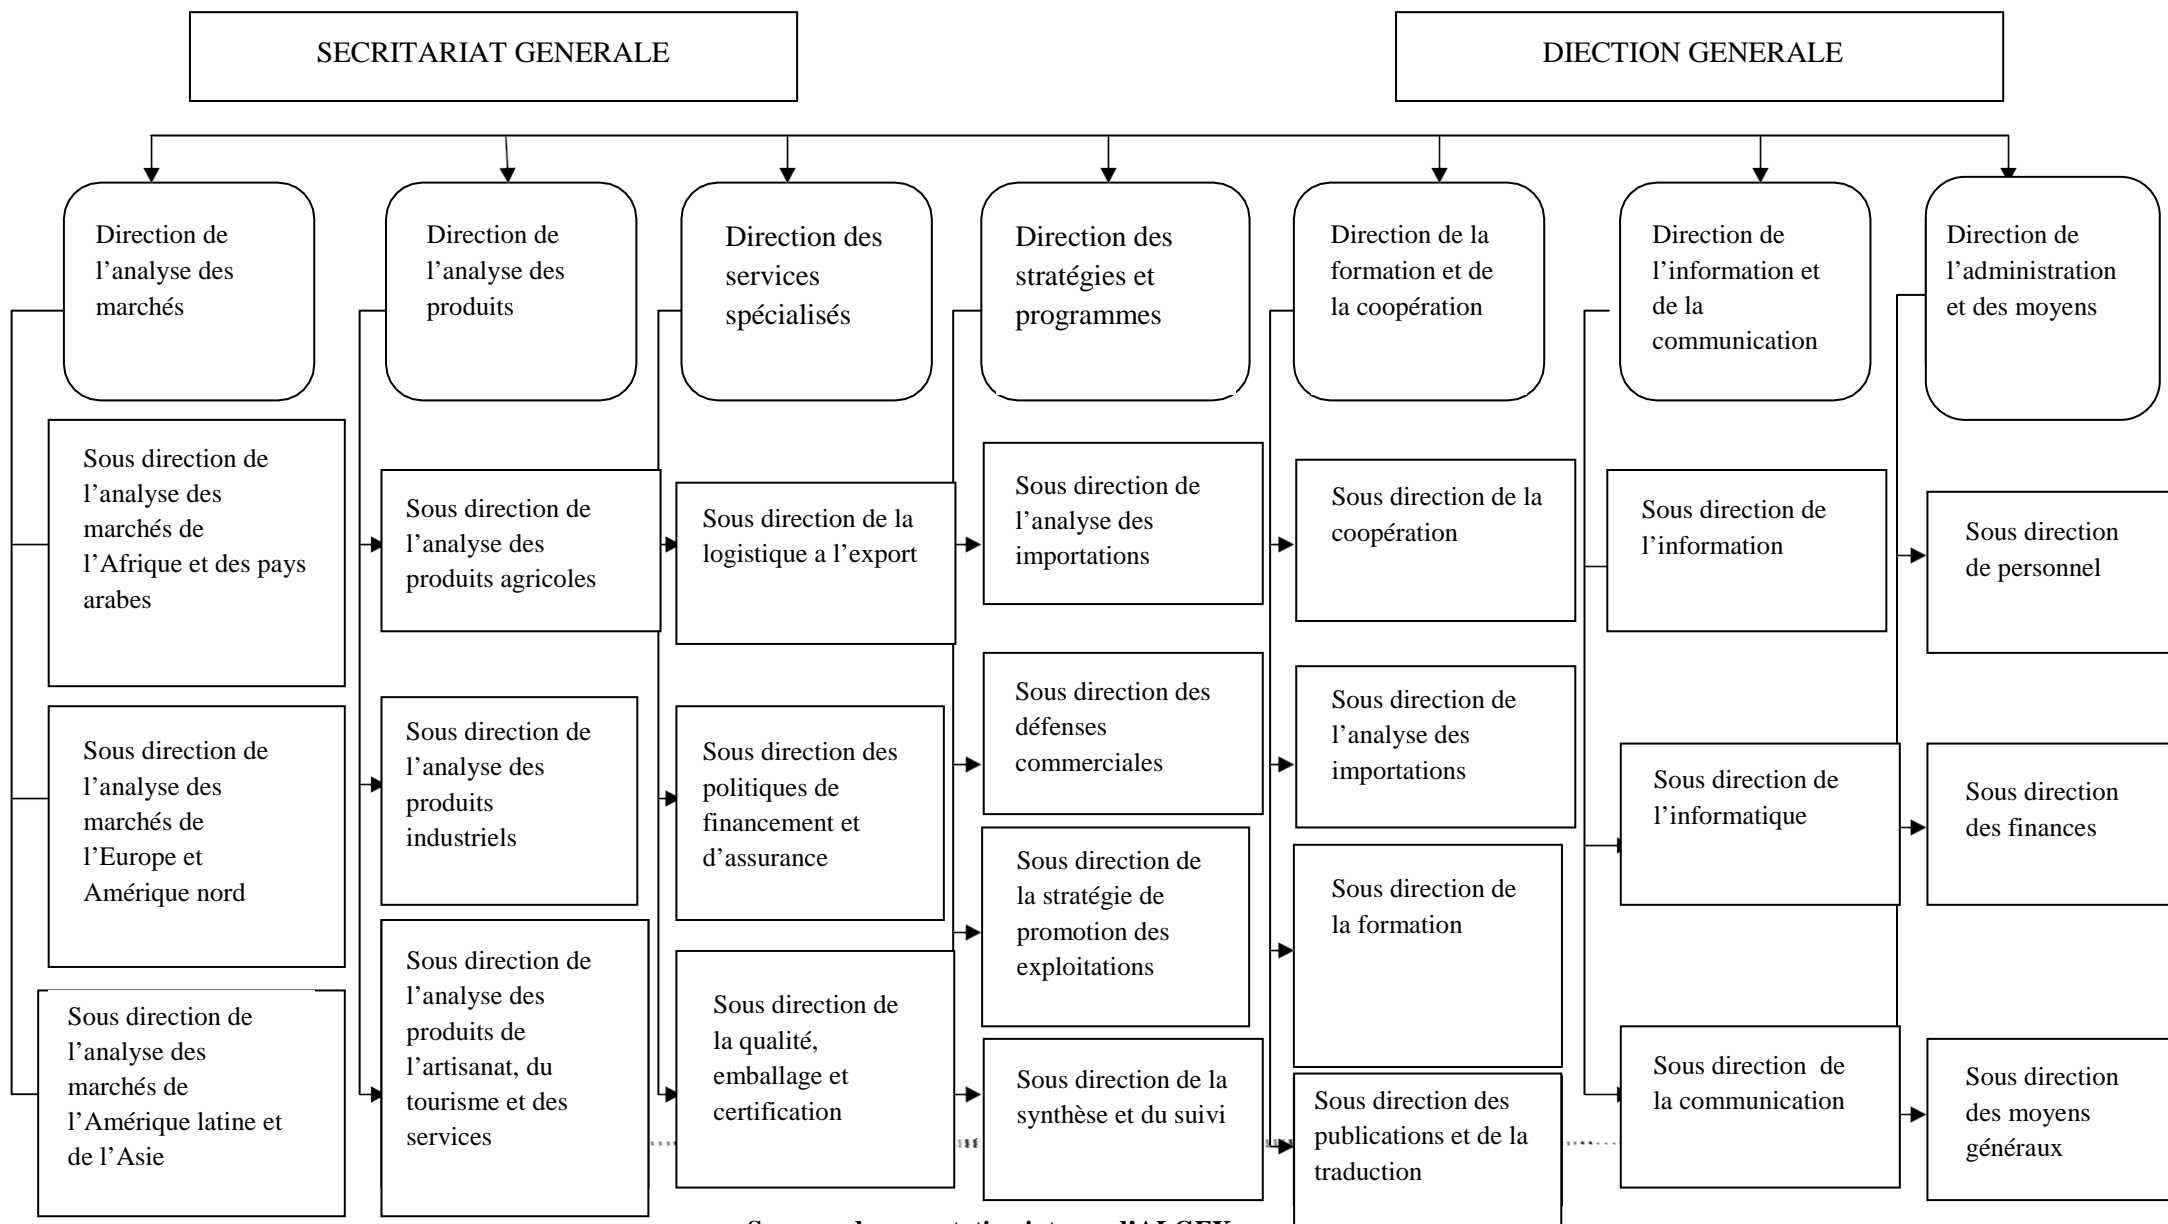 SECRITARIAT GENERALE
DIECTION GENERALE
Direction de
l’analyse des
marchés
Direction de
l’analyse des
produits
Direction des
services
spécialisés
Direction des
stratégies et
programmes
Direction de la
formation et de
la coopération
Direction de
l’information et
de la
communication
Direction de
l’administration
et des moyens
Sous direction de
l’analyse des
marchés de
l’Afrique et des pays
arabes
Sous direction de
l’analyse des
produits agricoles
Sous direction de la
logistique a l’export
Sous direction de
l’analyse des
importations
Sous direction de la
coopération
Sous direction de
l’information
Sous direction
de personnel
Sous direction de
l’analyse des
marchés de
l’Europe et
Amérique nord
Sous direction de
l’analyse des
produits
industriels
Sous direction des
politiques de
financement et
d’assurance
Sous direction des
défenses
commerciales
Sous direction de
l’analyse des
importations
Sous direction de
l’informatique
Sous direction
des finances
Sous direction de
la stratégie de
promotion des
exploitations
Sous direction de
la formation
Sous direction de
l’analyse des
marchés de
l’Amérique latine et
de l’Asie
Sous direction de
l’analyse des
produits de
l’artisanat, du
tourisme et des
services
Sous direction de
la qualité,
emballage et
certification
Sous direction de la
synthèse et du suivi
Sous direction des
publications et de la
traduction
Sous direction  de
la communication
Sous direction
des moyens
généraux